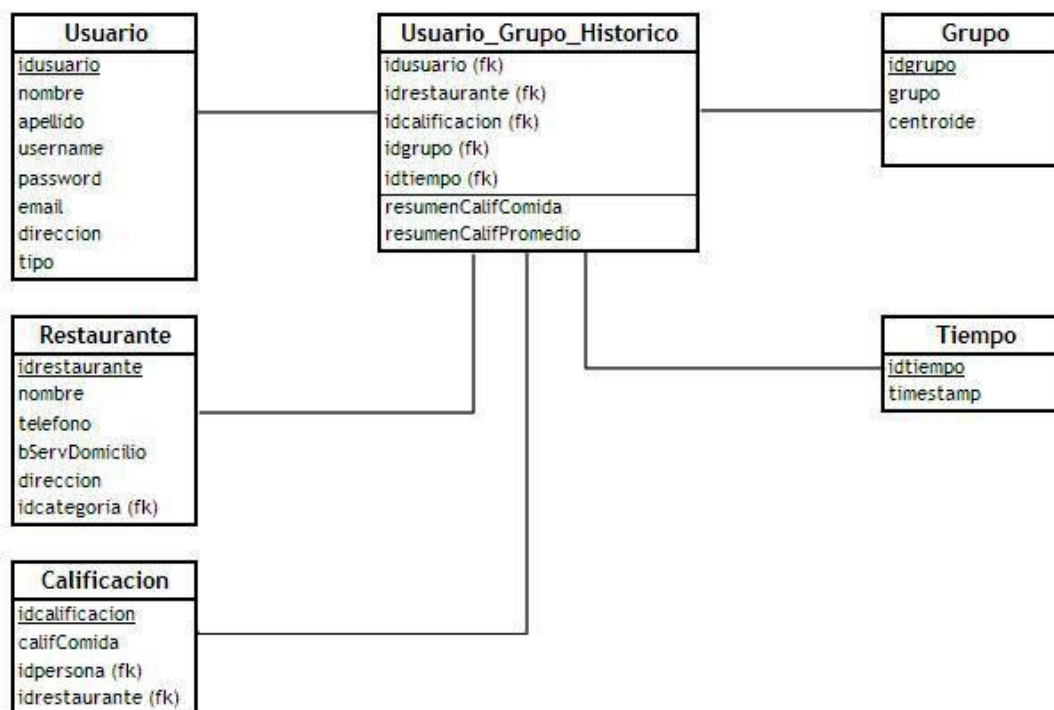 Usuario
idusuario
nombre
apellido
username
password
email
direccion
tipo
Usuario_Grupo_Historico
idusuario (fk)
idrestaurante (fk)
idcalificacion (fk)
idgrupo (fk)
idtiempo (fk)
resumenCalifComida
resumenCalifPromedio
Grupo
idgrupo
grupo
centroide
Restaurante
idrestaurante
nombre
telefono
bServDomicilio
direccion
idcategoria (fk)
Tiempo
idtiempo
timestamp
Calificacion
idcalificacion
califComida
idpersona (fk)
idrestaurante (fk)